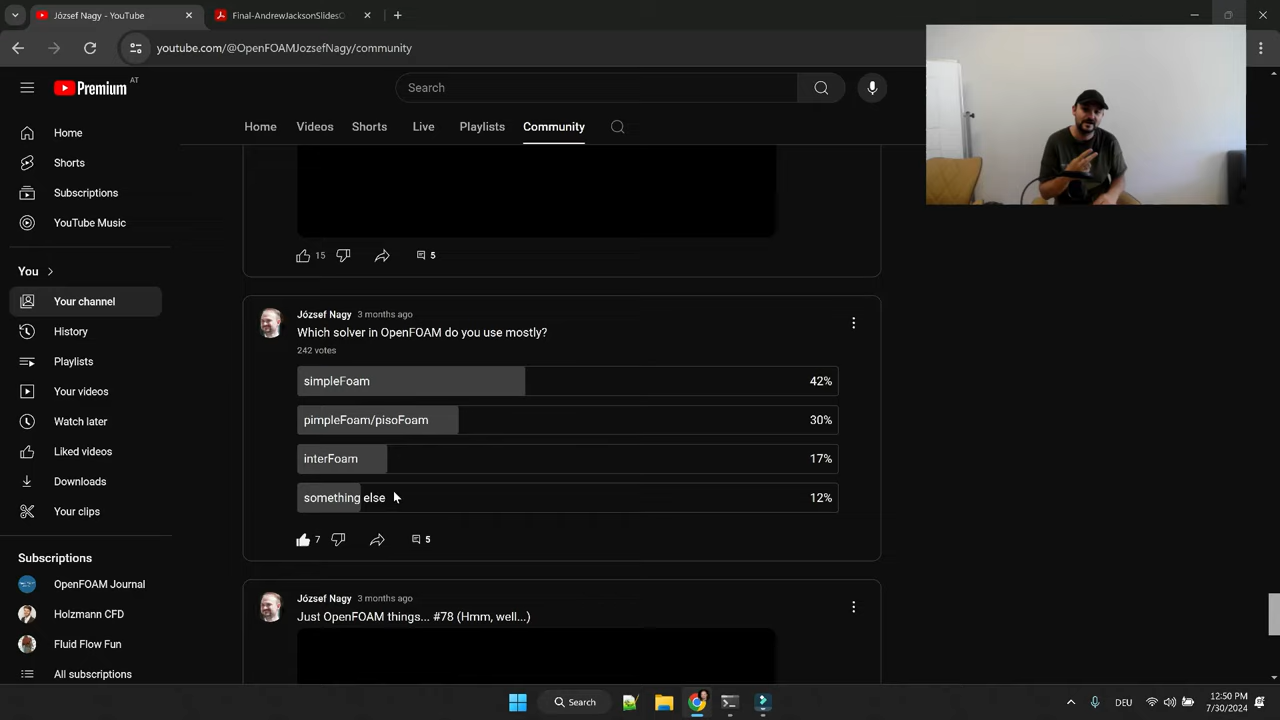 József Nagy - YouTube
Final-AndrewJacksonSlidesO
youtube.com/@OpenFOAMJozsefNagy/community
Premium AT
Search
Home Videos Shorts Live Playlists Community
Home
Shorts
Subscriptions
YouTube Music
You
Your channel
History
Playlists
Your videos
Watch later
Liked videos
Downloads
Your clips
Subscriptions
OpenFOAM Journal
Holzmann CFD
Fluid Flow Fun
All subscriptions
15 5
József Nagy 3 months ago
Which solver in OpenFOAM do you use mostly?
242 votes
simpleFoam 42%
pimpleFoam/pisoFoam 30%
interFoam 17%
something else 12%
7 5
József Nagy 3 months ago
Just OpenFOAM things... #78 (Hmm, well...)
Search
DEU
12:50 PM
7/30/2024